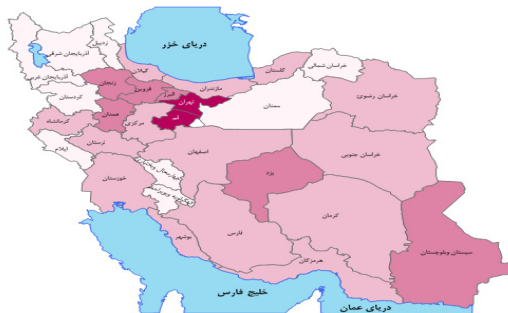 دریای خزر
اردبیل
آذربایجان شرقی
آذربایجان غربی
گیلان
زنجان
قزوین
البرز
تهران
مازندران
گلستان
خراسان شمالی
خراسان رضوی
سمنان
کردستان
همدان
مرکزی
قم
کرمانشاه
ایلام
لرستان
اصفهان
یزد
خراسان جنوبی
خوزستان
فارس
کرمان
بوشهر
هرمزگان
سیستان وبلوچستان
خلیج فارس
دریای عمان